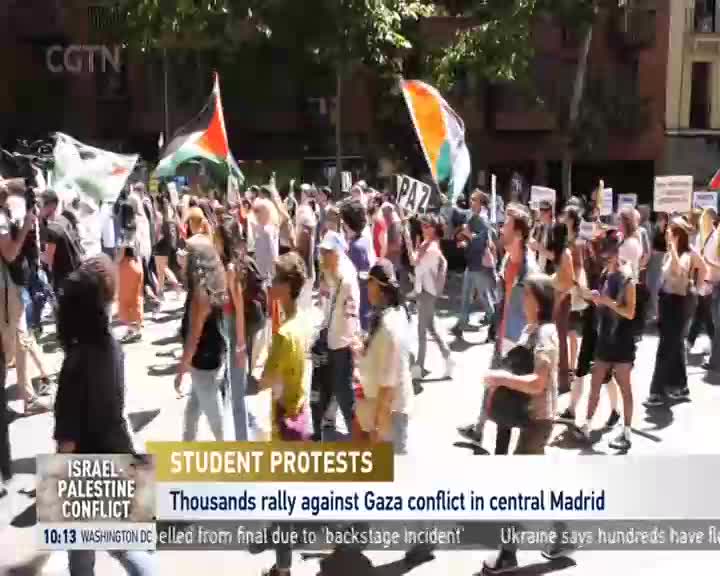 CGTN
PAZ
ISRAEL-
PALESTINE
CONFLICT
STUDENT PROTESTS
Thousands rally against Gaza conflict in central Madrid
10:13 WASHINGTON DC
elled from final due to 'backstage incident' Ukraine says hundreds have fl